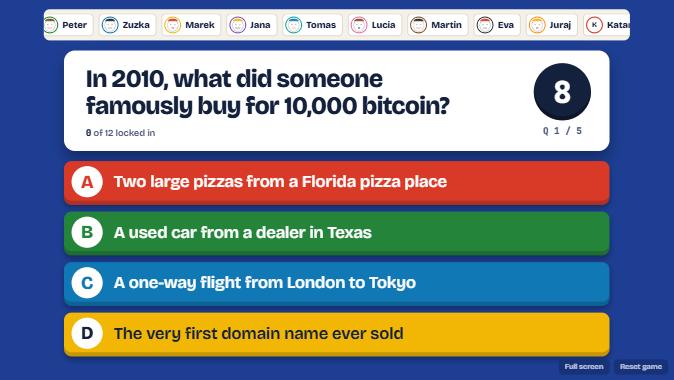 Peter Zuzka Marek Jana Tomas Lucia Martin Eva Juraj K
In 2010, what did someone
famously buy for 10,000 bitcoin?
8
0 of 12 locked in
Q 1 / 5
A Two large pizzas from a Florida pizza place
B A used car from a dealer in Texas
C A one-way flight from London to Tokyo
D The very first domain name ever sold
Full screen Reset game